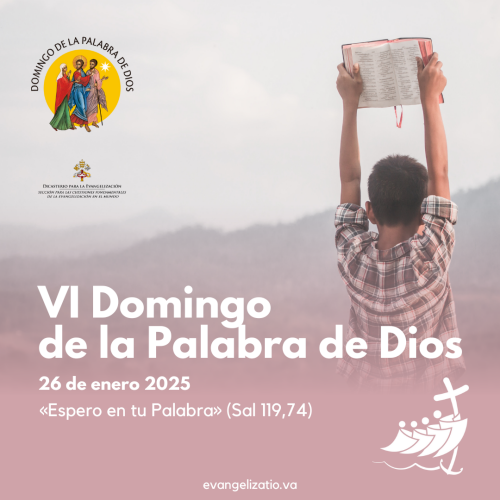 DOMINGO DE LA PALABRA DE DIOS
DICASTERIO PARA LA EVANGELIZACIÓN
SECCIÓN PARA LAS CUESTIONES FUNDAMENTALES
DE LA EVANGELIZACIÓN EN EL MUNDO
VI Domingo
de la Palabra de Dios
26 de enero 2025
«Espero en tu Palabra» (Sal 119,74)
evangelizatio.va